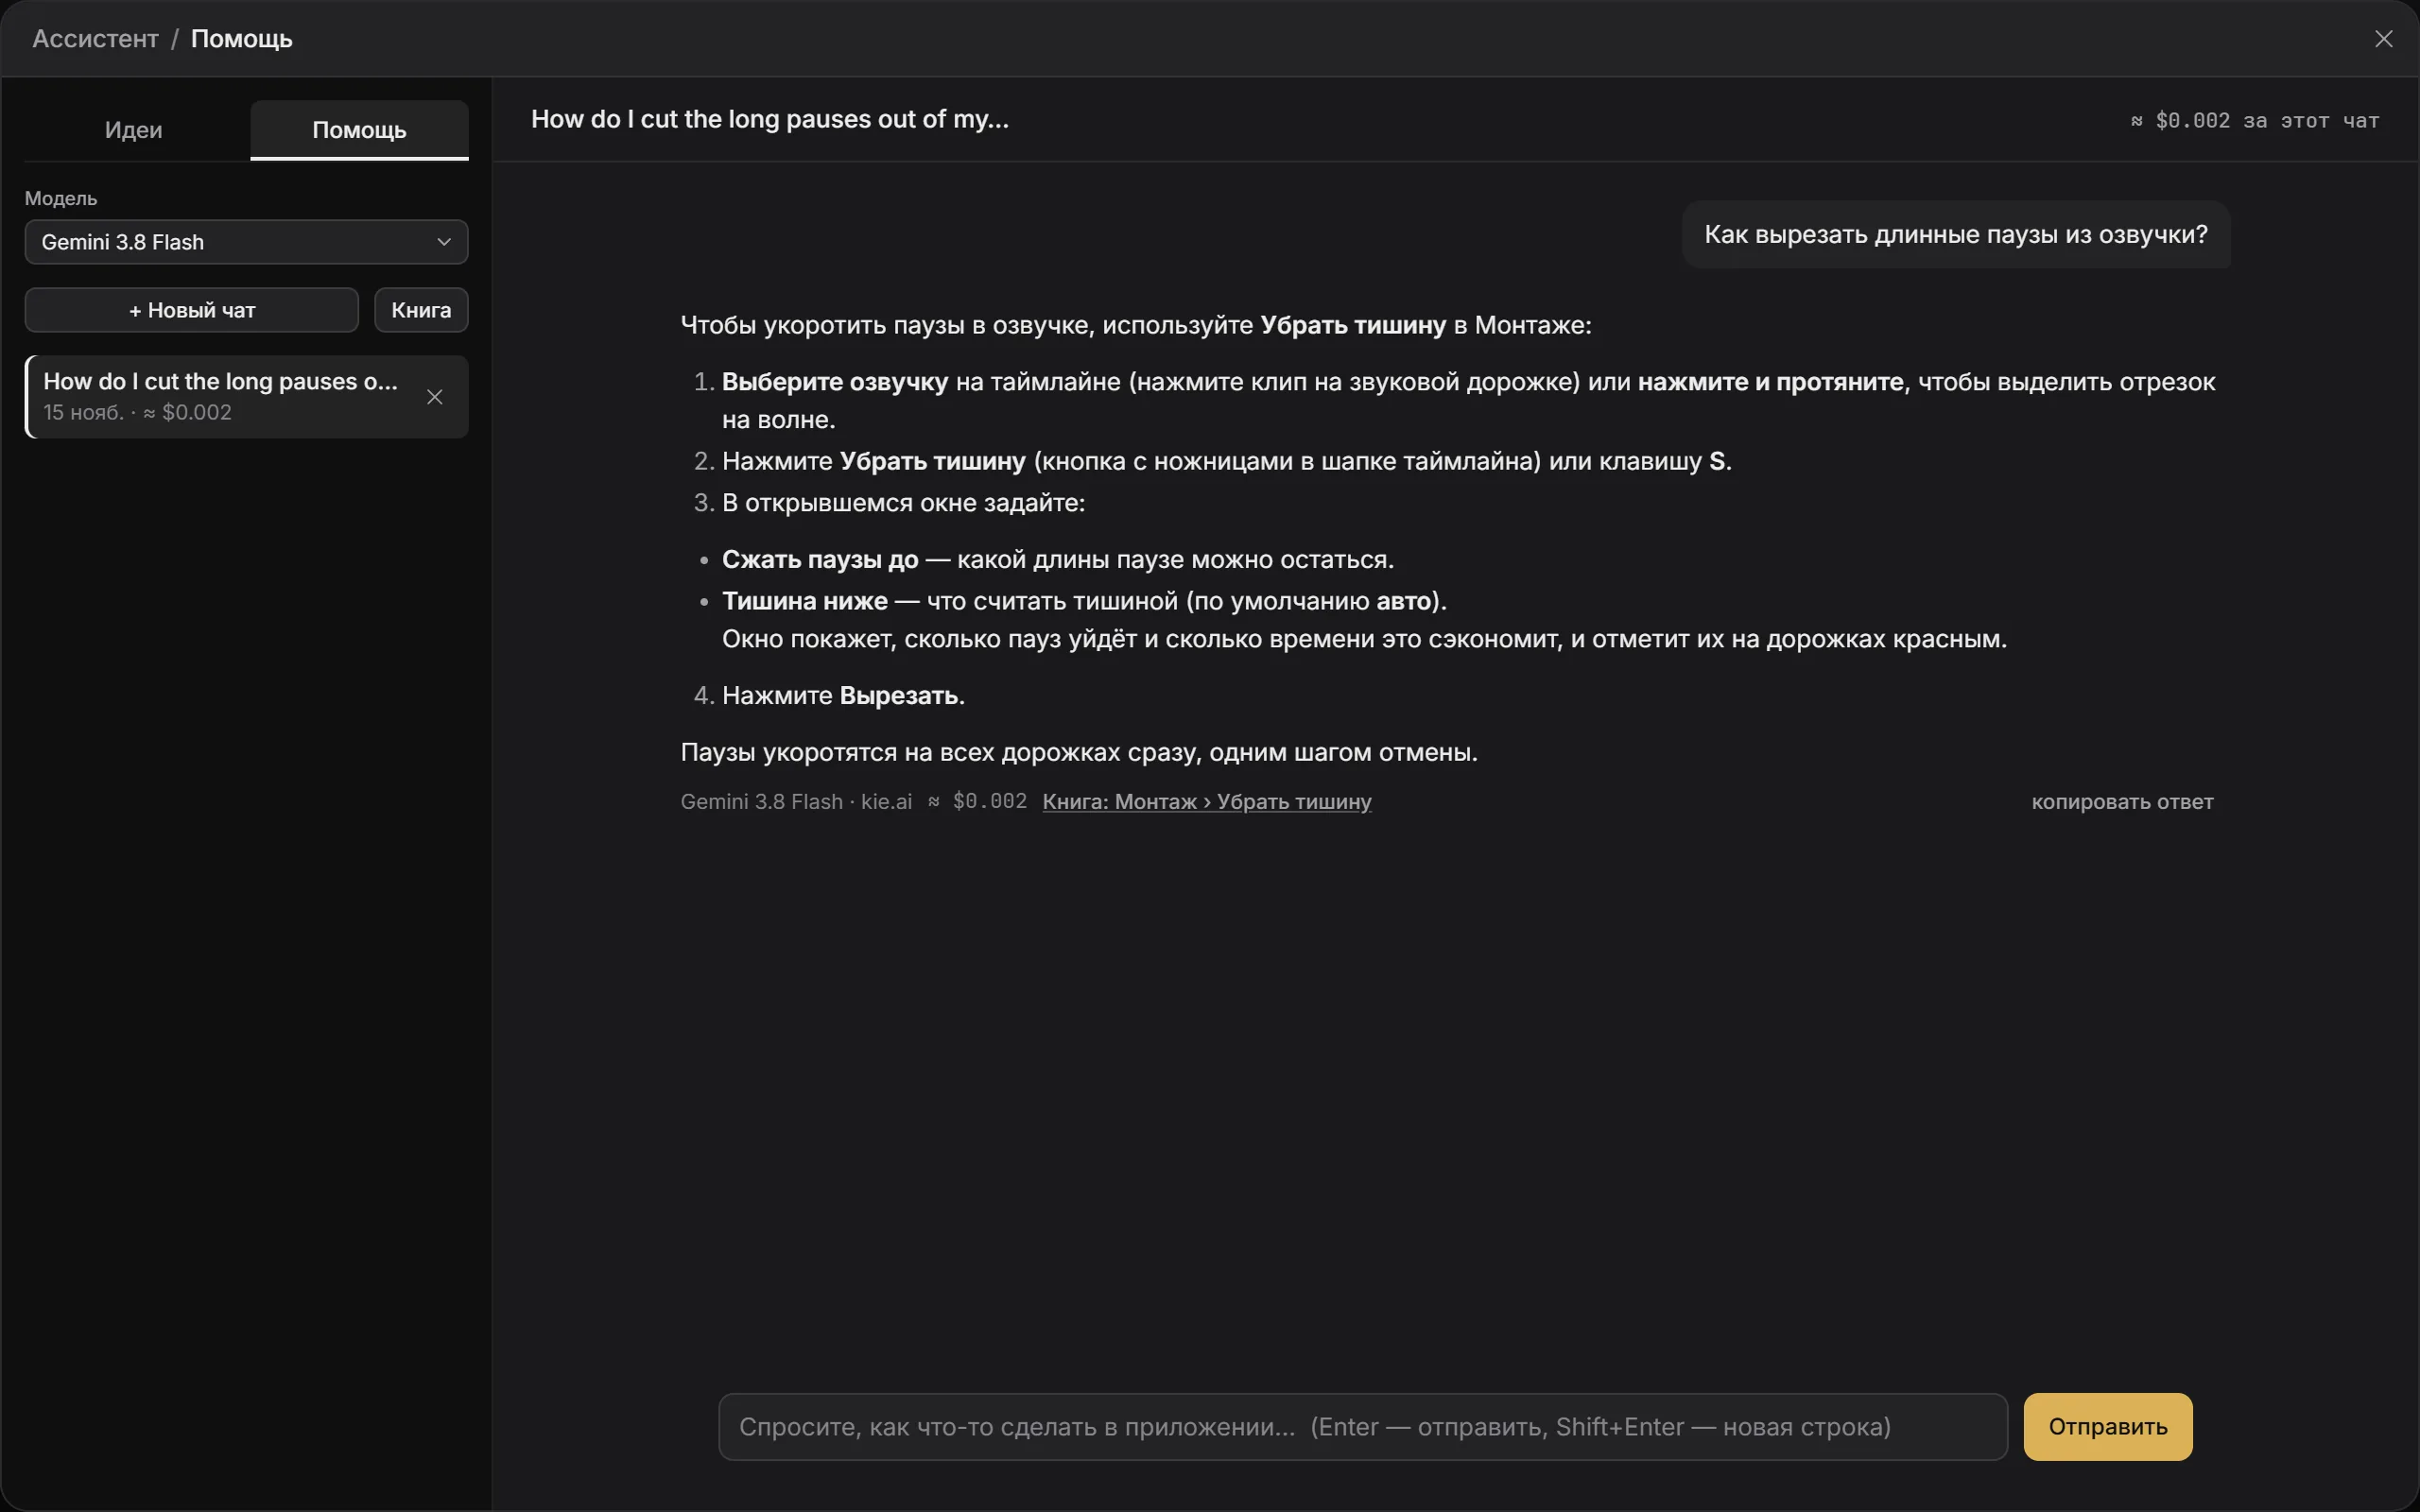 Ассистент / Помощь
Идеи
Помощь
Модель
Gemini 3.8 Flash
+ Новый чат
Книга
How do I cut the long pauses o...
15 нояб. · ≈ $0.002
How do I cut the long pauses out of my...
≈ $0.002 за этот чат
Как вырезать длинные паузы из озвучки?
Чтобы укоротить паузы в озвучке, используйте Убрать тишину в Монтаже:
1. Выберите озвучку на таймлайне (нажмите клип на звуковой дорожке) или нажмите и протяните, чтобы выделить отрезок
на волне.
2. Нажмите Убрать тишину (кнопка с ножницами в шапке таймлайна) или клавишу S.
3. В открывшемся окне задайте:
• Сжать паузы до — какой длины паузе можно остаться.
• Тишина ниже — что считать тишиной (по умолчанию авто).
Окно покажет, сколько пауз уйдёт и сколько времени это сэкономит, и отметит их на дорожках красным.
4. Нажмите Вырезать.
Паузы укоротятся на всех дорожках сразу, одним шагом отмены.
Gemini 3.8 Flash · kie.ai ≈ $0.002 Книга: Монтаж › Убрать тишину
копировать ответ
Спросите, как что-то сделать в приложении... (Enter — отправить, Shift+Enter — новая строка)
Отправить